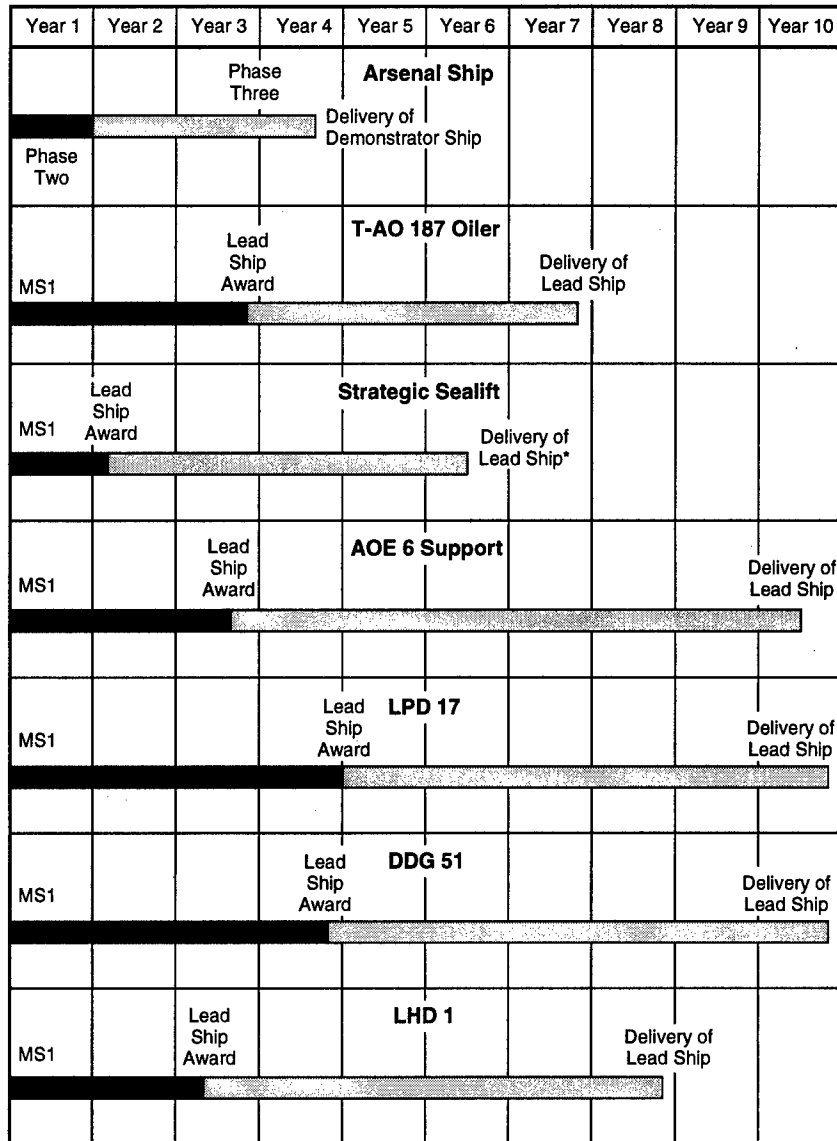 Year 1 Year 2 Year 3 Year 4 Year 5 Year 6 Year 7 Year 8 Year 9 Year 10
Phase
Three
Arsenal Ship
Delivery of
Demonstrator Ship
Phase
Two
T-AO 187 Oiler
Lead
Ship
Award
MS1
Delivery of
Lead Ship
Strategic Sealift
Lead
Ship
Award
MS1
Delivery of
Lead Ship*
AOE 6 Support
Lead
Ship
Award
MS1
Delivery of
Lead Ship
LPD 17
Lead
Ship
Award
MS1
Delivery of
Lead Ship
DDG 51
Lead
Ship
Award
MS1
Delivery of
Lead Ship
LHD 1
Lead
Ship
Award
MS1
Delivery of
Lead Ship